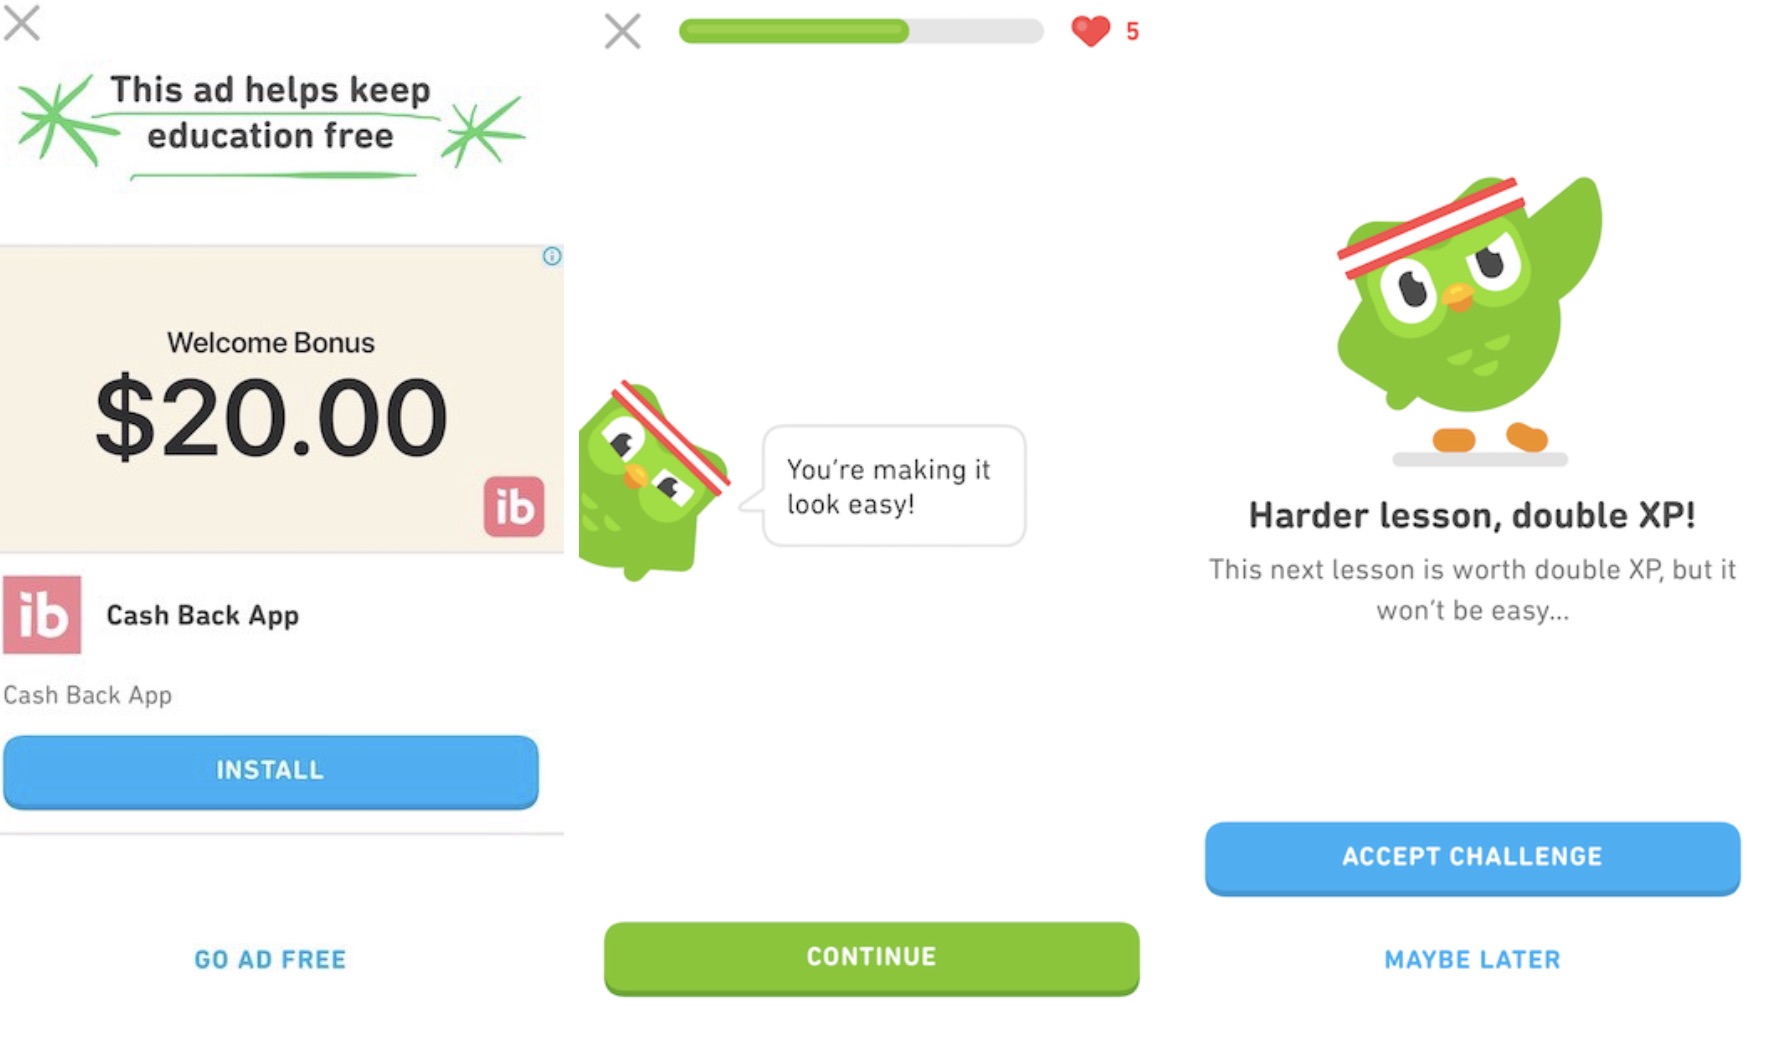 This ad helps keep
education free
Welcome Bonus
$20.00
ib
ib
Cash Back App
Cash Back App
INSTALL
GO AD FREE
5
You're making it
look easy!
CONTINUE
Harder lesson, double XP!
This next lesson is worth double XP, but it
won't be easy...
ACCEPT CHALLENGE
MAYBE LATER